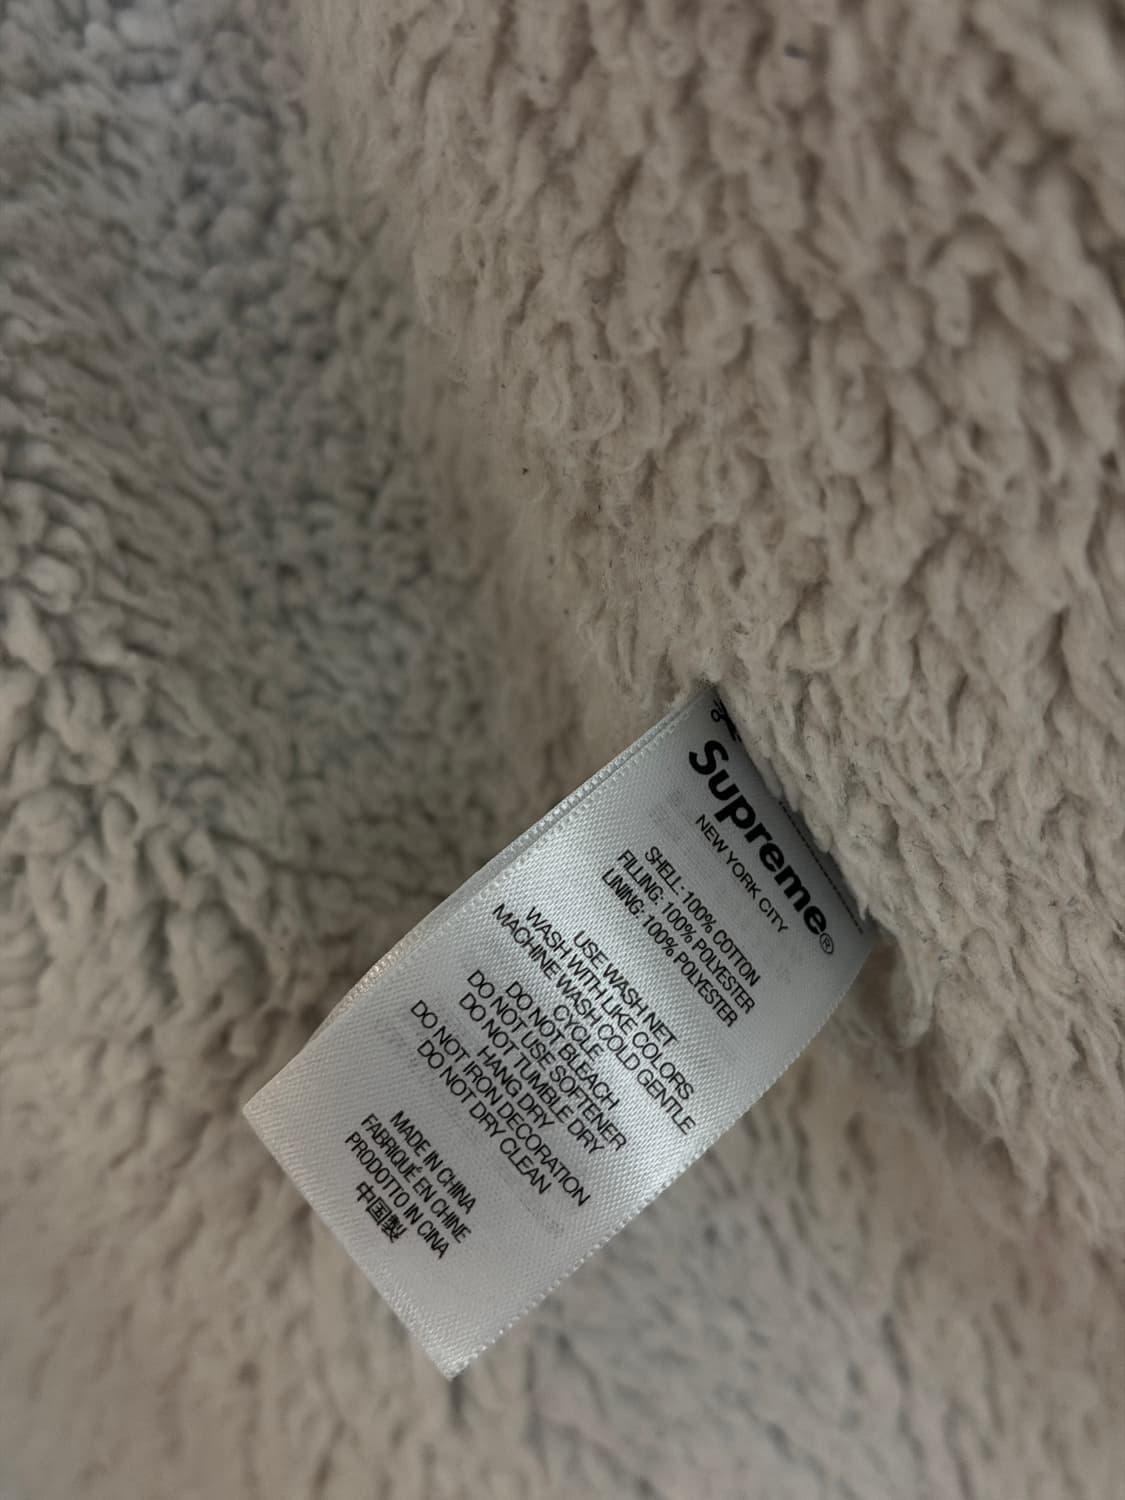 Supreme®
NEW YORK CITY
SHELL: 100% COTTON
FILLING: 100% POLYESTER
LINING: 100% POLYESTER
USE WASH NET
WASH WITH LIKE COLORS
MACHINE WASH COLD GENTLE
CYCLE
DO NOT BLEACH
DO NOT USE SOFTENER
DO NOT TUMBLE DRY
HANG DRY
DO NOT IRON DECORATION
DO NOT DRY CLEAN
MADE IN CHINA
FABRIQUÉ EN CHINE
PRODOTTO IN CINA
中国製